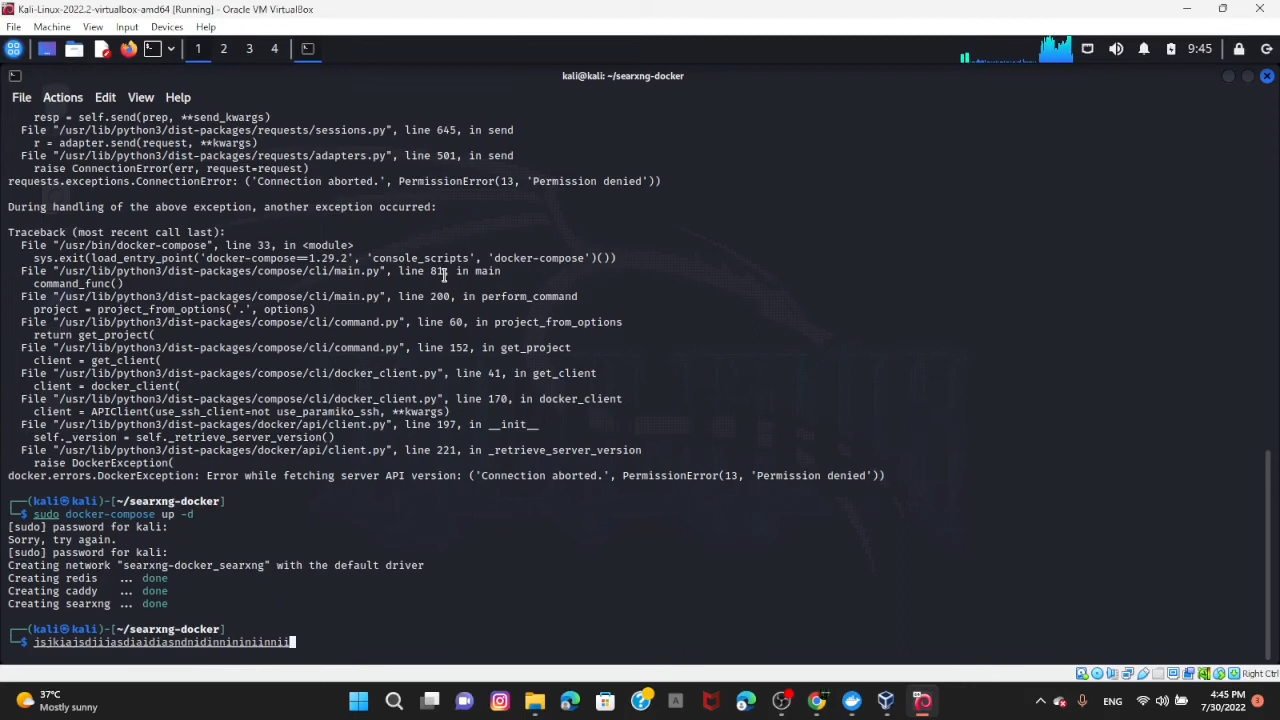 Kali-Linux-2022.2-virtualbox-amd64 [Running] - Oracle VM VirtualBox
File Machine View Input Devices Help
1 2 3 4 9:45
kali@kali: ~/searxng-docker
File Actions Edit View Help
resp = self.send(prep, **send_kwargs)
File "/usr/lib/python3/dist-packages/requests/sessions.py", line 645, in send
r = adapter.send(request, **kwargs)
File "/usr/lib/python3/dist-packages/requests/adapters.py", line 501, in send
raise ConnectionError(err, request=request)
requests.exceptions.ConnectionError: ('Connection aborted.', PermissionError(13, 'Permission denied'))
During handling of the above exception, another exception occurred:
Traceback (most recent call last):
File "/usr/bin/docker-compose", line 33, in <module>
sys.exit(load_entry_point('docker-compose==1.29.2', 'console_scripts', 'docker-compose')())
File "/usr/lib/python3/dist-packages/compose/cli/main.py", line 81, in main
command_func()
File "/usr/lib/python3/dist-packages/compose/cli/main.py", line 200, in perform_command
project = project_from_options('.', options)
File "/usr/lib/python3/dist-packages/compose/cli/command.py", line 60, in project_from_options
return get_project(
File "/usr/lib/python3/dist-packages/compose/cli/command.py", line 152, in get_project
client = get_client(
File "/usr/lib/python3/dist-packages/compose/cli/docker_client.py", line 41, in get_client
client = docker_client(
File "/usr/lib/python3/dist-packages/compose/cli/docker_client.py", line 170, in docker_client
client = APIClient(use_ssh_client=not use_paramiko_ssh, **kwargs)
File "/usr/lib/python3/dist-packages/docker/api/client.py", line 197, in __init__
self._version = self._retrieve_server_version()
File "/usr/lib/python3/dist-packages/docker/api/client.py", line 221, in _retrieve_server_version
raise DockerException(
docker.errors.DockerException: Error while fetching server API version: ('Connection aborted.', PermissionError(13, 'Permission denied'))
(kali㉿kali)-[~/searxng-docker]
$ sudo docker-compose up -d
[sudo] password for kali:
Sorry, try again.
[sudo] password for kali:
Creating network "searxng-docker_searxng" with the default driver
Creating redis ... done
Creating caddy ... done
Creating searxng ... done
(kali㉿kali)-[~/searxng-docker]
$ jsjkiajsdjijasdiaidiasndnidinnininiinnii
Right Ctrl
37°C
Mostly sunny
4:45 PM
7/30/2022